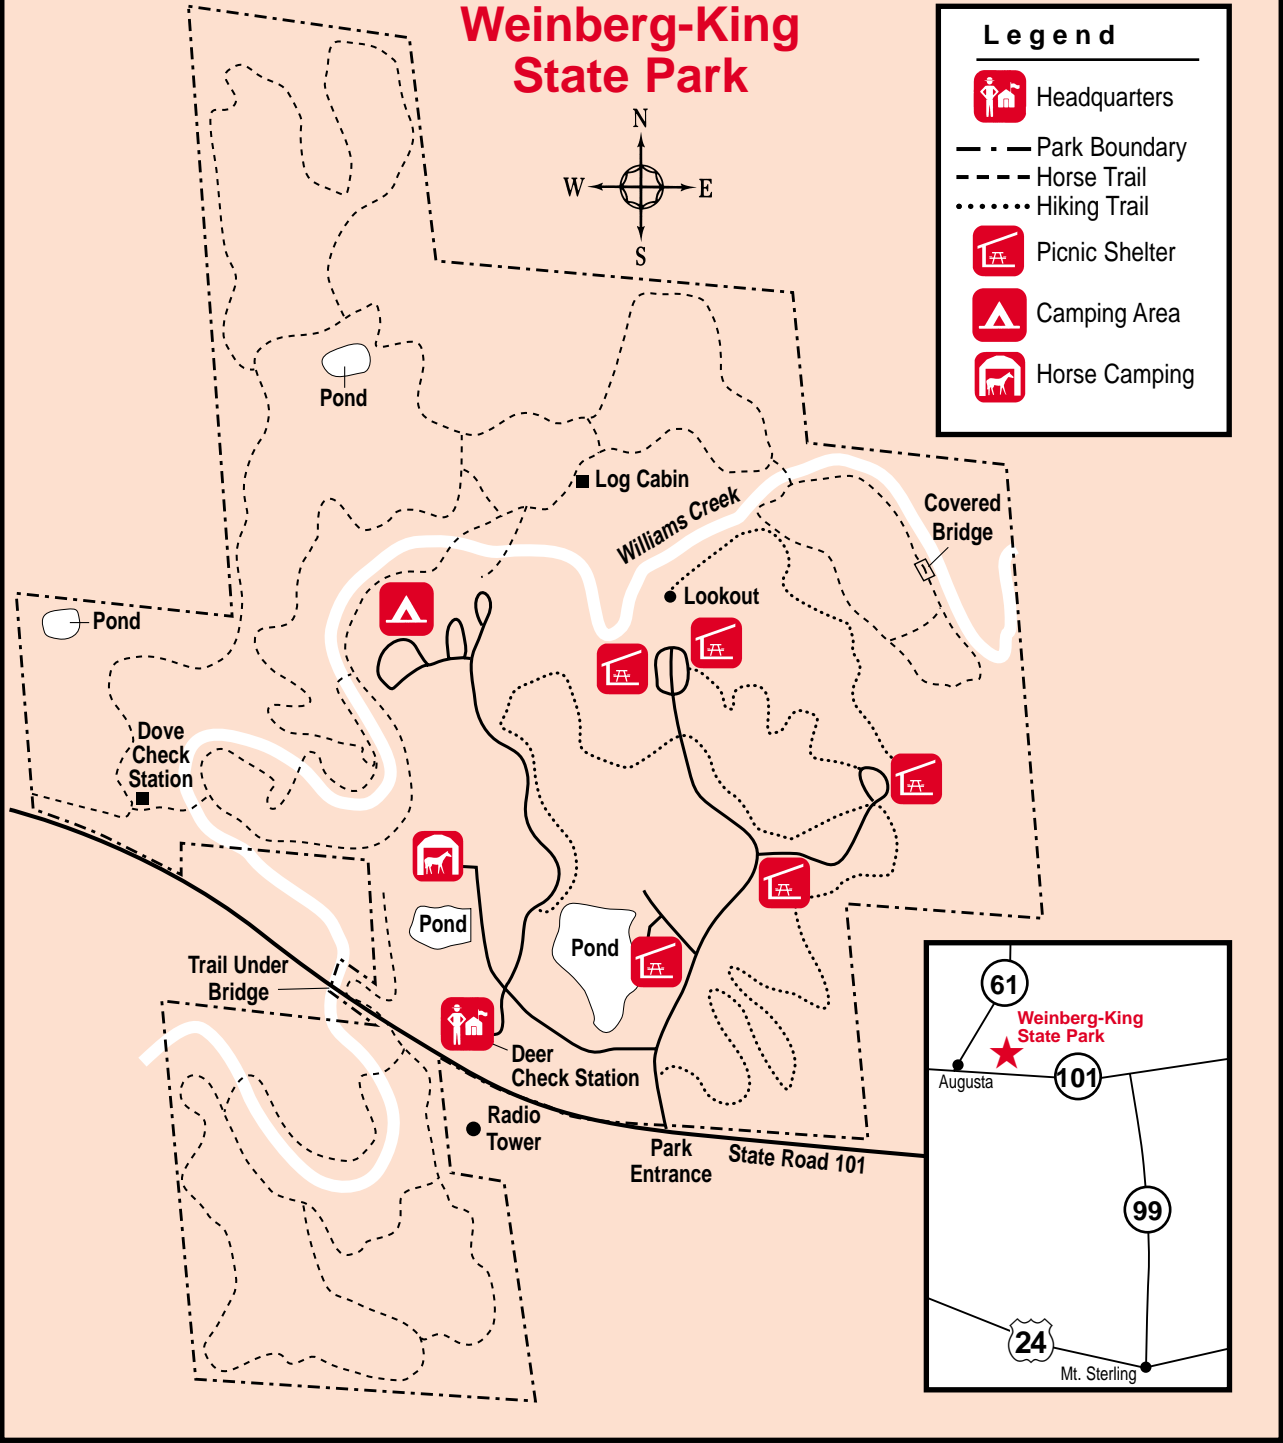 Weinberg-King
State Park
N
W
E
S
Legend
Headquarters
Park Boundary
Horse Trail
Hiking Trail
Picnic Shelter
Camping Area
Horse Camping
Pond
Log Cabin
Williams Creek
Covered
Bridge
Lookout
Pond
Dove
Check
Station
Pond
Pond
Trail Under
Bridge
Deer
Check Station
Radio
Tower
Park
Entrance
State Road 101
61
Weinberg-King
State Park
101
Augusta
99
24
Mt. Sterling